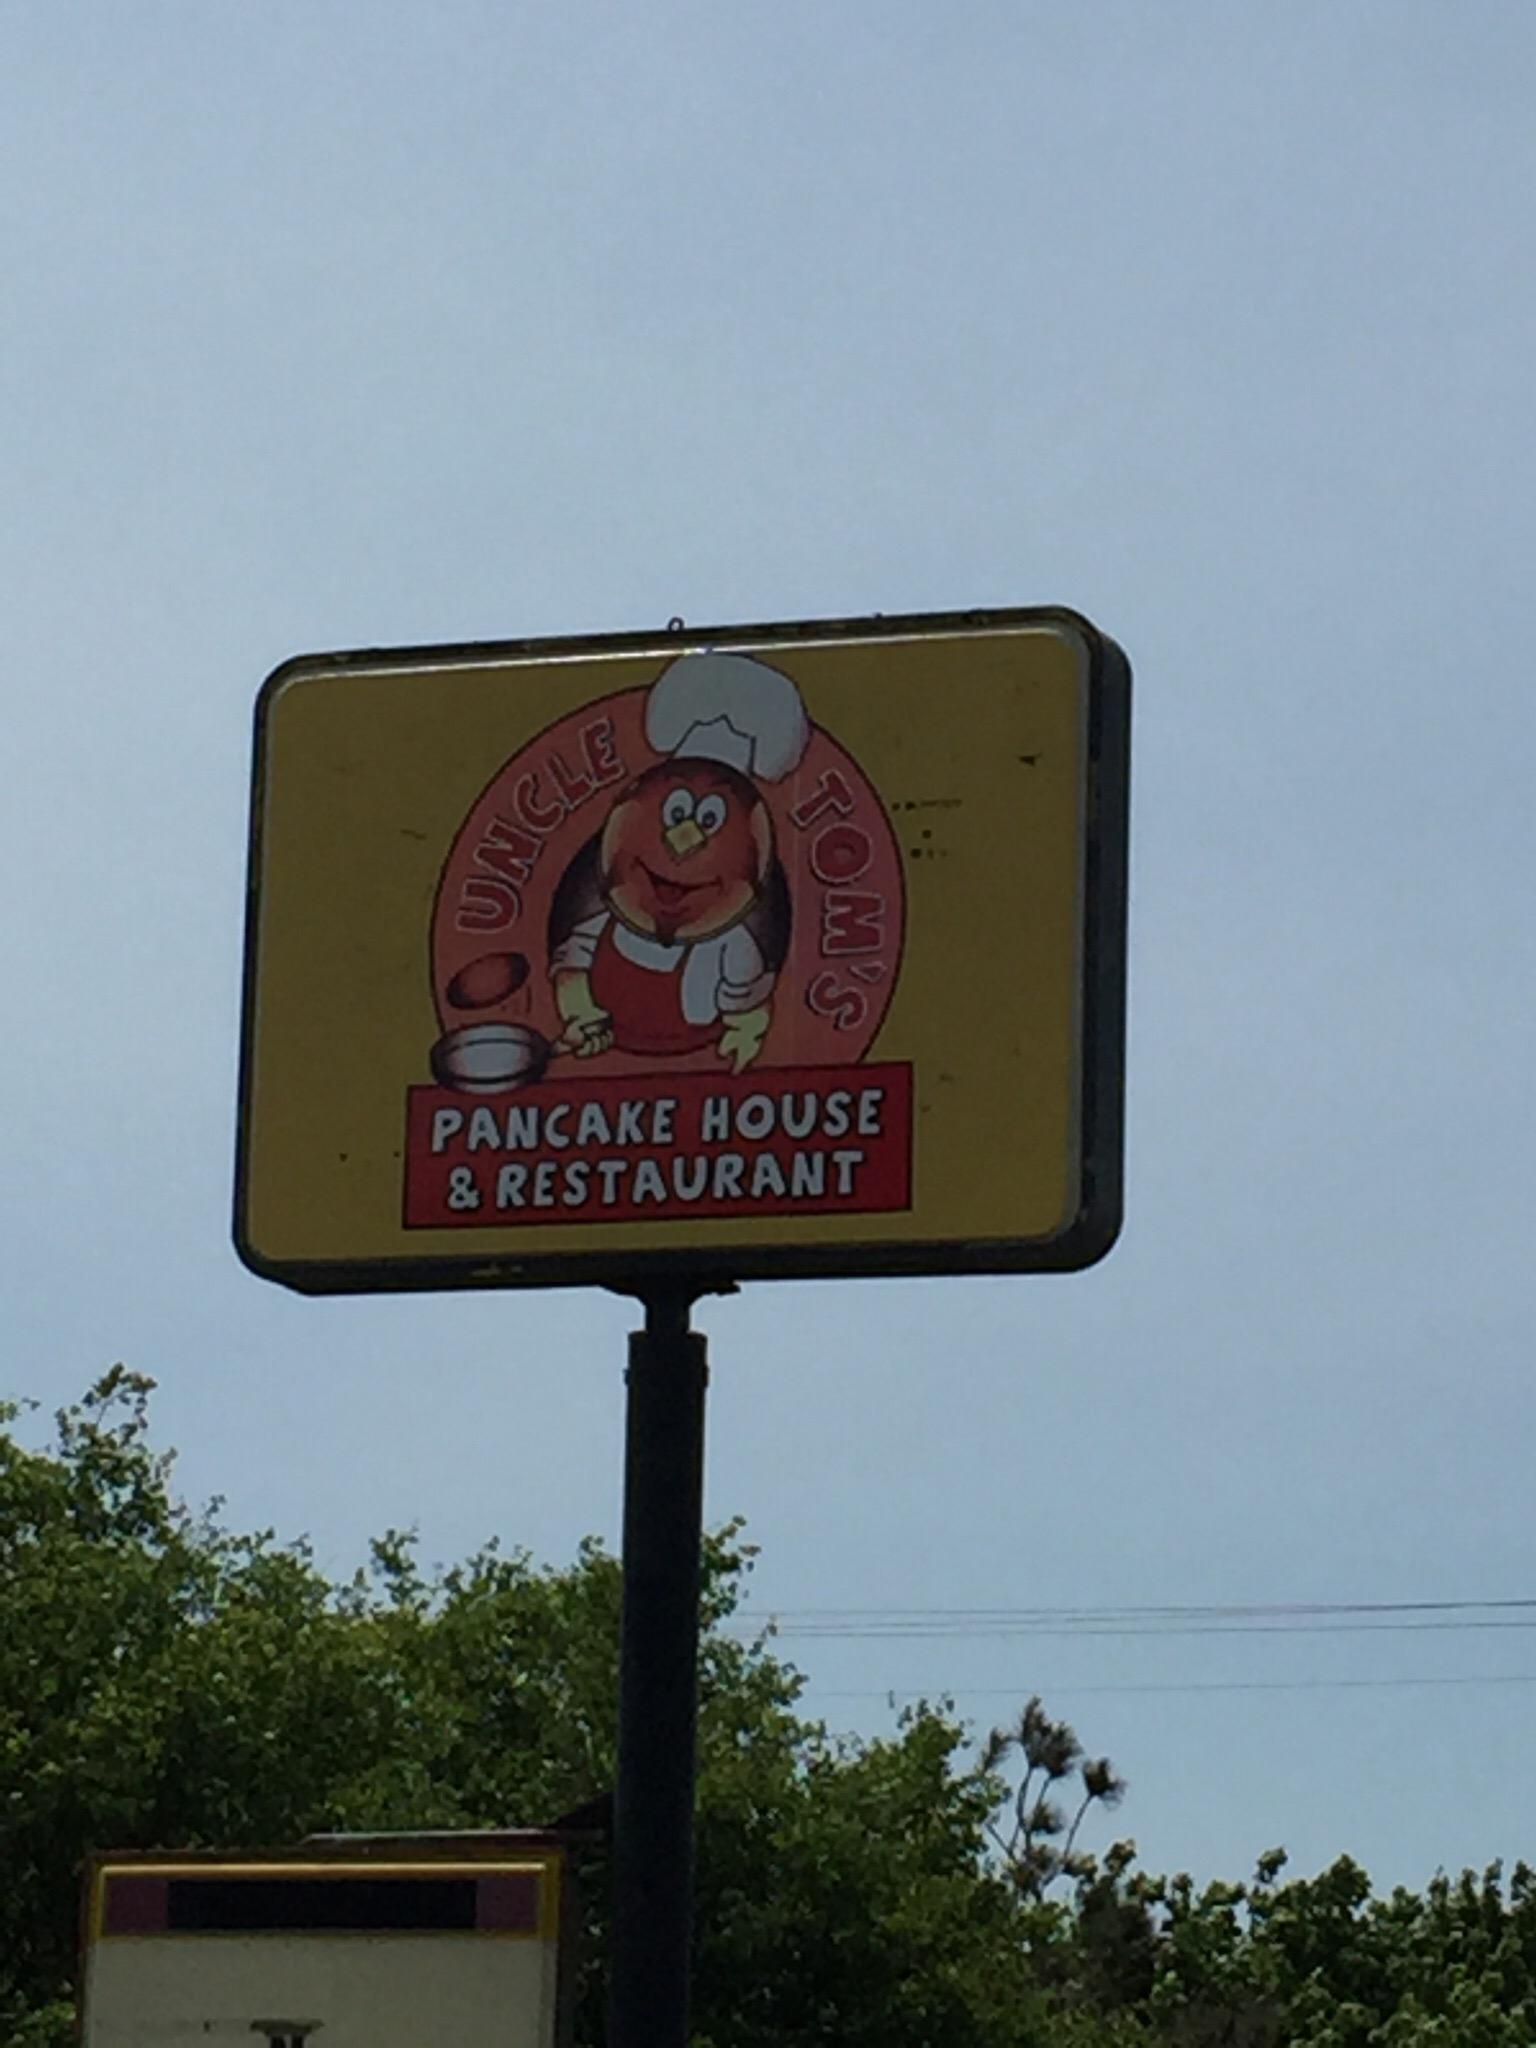 UNCLE TOM'S
PANCAKE HOUSE
& RESTAURANT